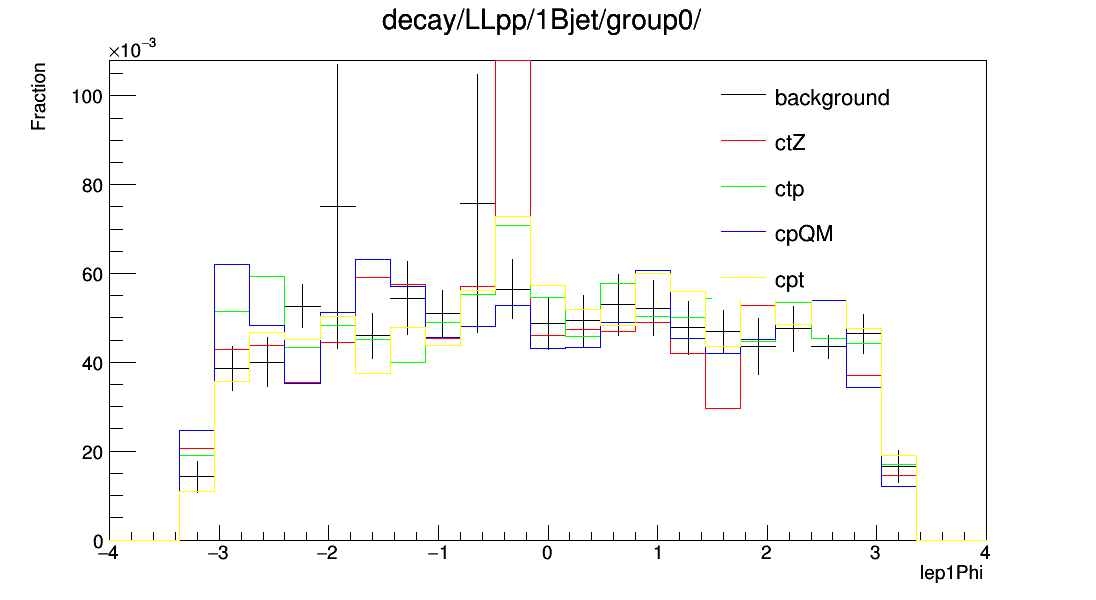 decay/LLpp/1Bjet/group0/
×10⁻³
Fraction
100
80
60
40
20
0
background
ctZ
ctp
cpQM
cpt
−4 −3 −2 −1 0 1 2 3 4
lep1Phi